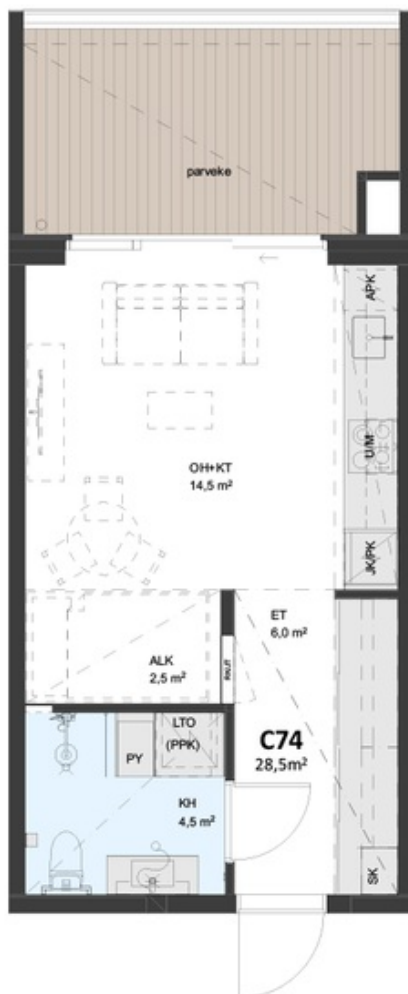 parveke
APK
OH+KT
14,5 m²
U/M
JK/PK
ET
6,0 m²
ALK
2,5 m²
C74
28,5m²
LTO
(PPK)
PY
KH
4,5 m²
SK